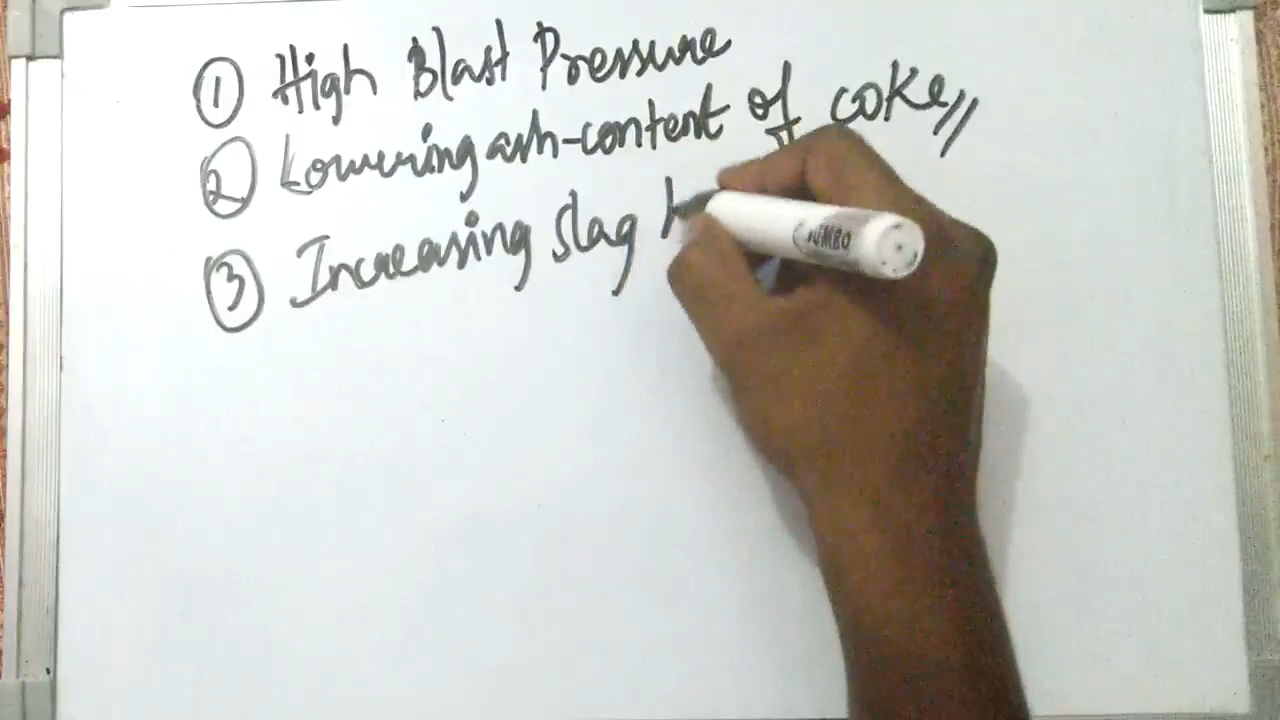 ① High Blast Pressure
② Lowering ash-content of coke//
③ Increasing slag
JUMBO